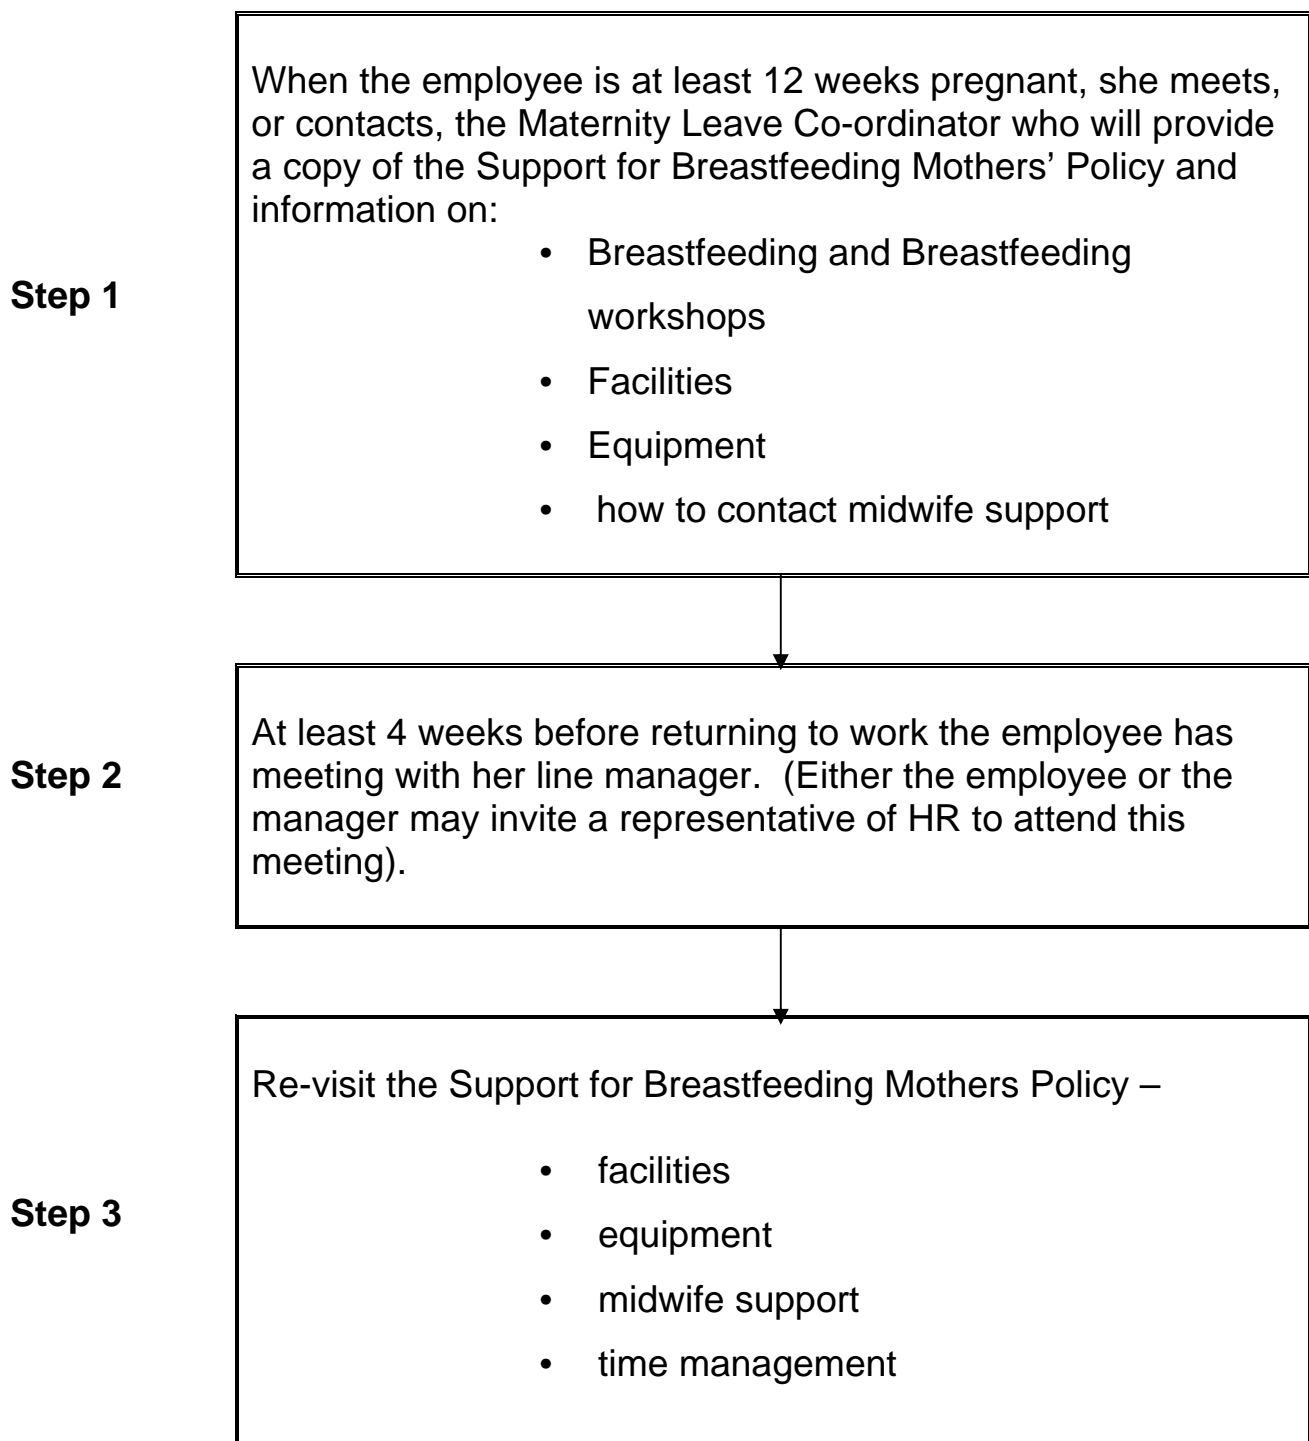 When the employee is at least 12 weeks pregnant, she meets,
or contacts, the Maternity Leave Co-ordinator who will provide
a copy of the Support for Breastfeeding Mothers’ Policy and
information on:
• Breastfeeding and Breastfeeding
workshops
• Facilities
• Equipment
• how to contact midwife support
Step 1
At least 4 weeks before returning to work the employee has
meeting with her line manager.  (Either the employee or the
manager may invite a representative of HR to attend this
meeting).
Step 2
Re-visit the Support for Breastfeeding Mothers Policy –
• facilities
• equipment
• midwife support
• time management
Step 3